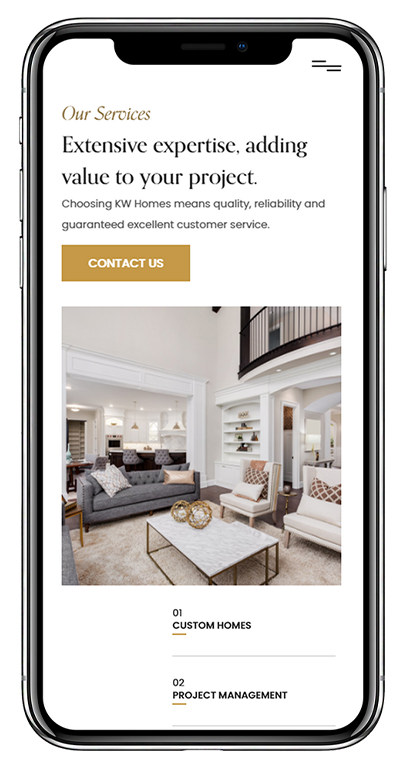 Our Services
Extensive expertise, adding
value to your project.
Choosing KW Homes means quality, reliability and
guaranteed excellent customer service.
CONTACT US
01
CUSTOM HOMES
02
PROJECT MANAGEMENT